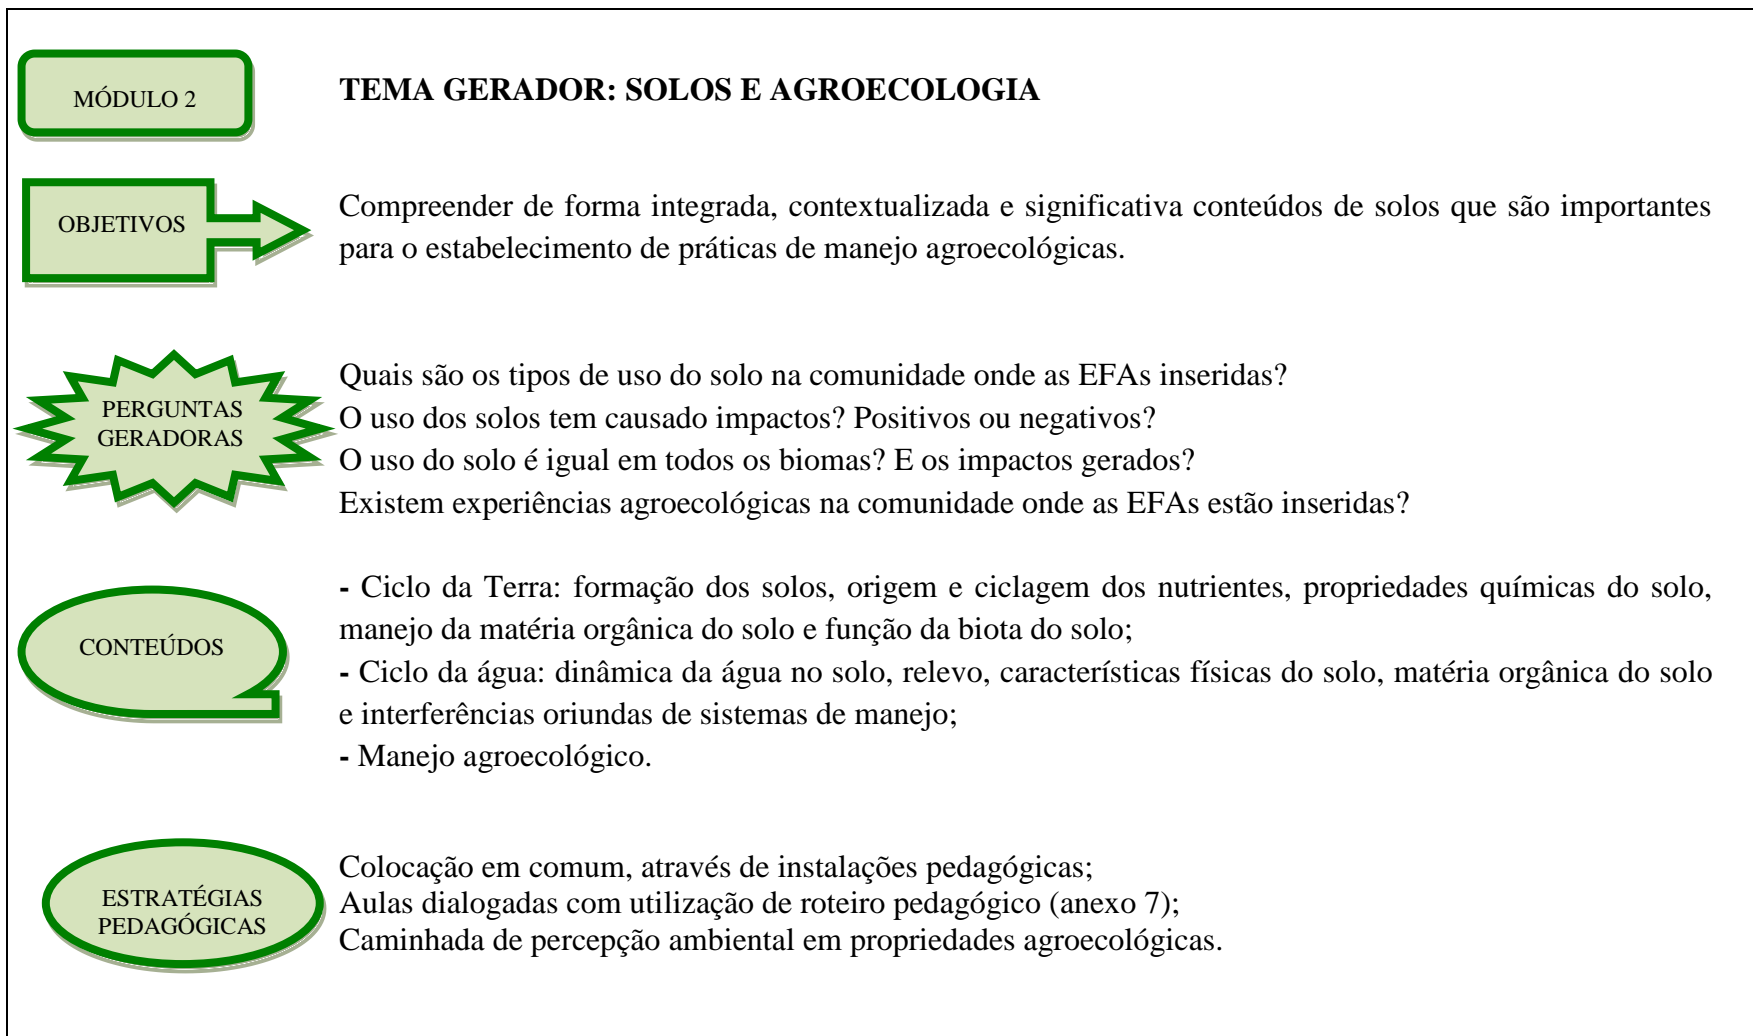 MÓDULO 2
TEMA GERADOR: SOLOS E AGROECOLOGIA
OBJETIVOS
Compreender de forma integrada, contextualizada e significativa conteúdos de solos que são importantes
para o estabelecimento de práticas de manejo agroecológicas.
PERGUNTAS
GERADORAS
Quais são os tipos de uso do solo na comunidade onde as EFAs inseridas?
O uso dos solos tem causado impactos? Positivos ou negativos?
O uso do solo é igual em todos os biomas? E os impactos gerados?
Existem experiências agroecológicas na comunidade onde as EFAs estão inseridas?
CONTEÚDOS
- Ciclo da Terra: formação dos solos, origem e ciclagem dos nutrientes, propriedades químicas do solo,
manejo da matéria orgânica do solo e função da biota do solo;
- Ciclo da água: dinâmica da água no solo, relevo, características físicas do solo, matéria orgânica do solo
e interferências oriundas de sistemas de manejo;
- Manejo agroecológico.
ESTRATÉGIAS
PEDAGÓGICAS
Colocação em comum, através de instalações pedagógicas;
Aulas dialogadas com utilização de roteiro pedagógico (anexo 7);
Caminhada de percepção ambiental em propriedades agroecológicas.